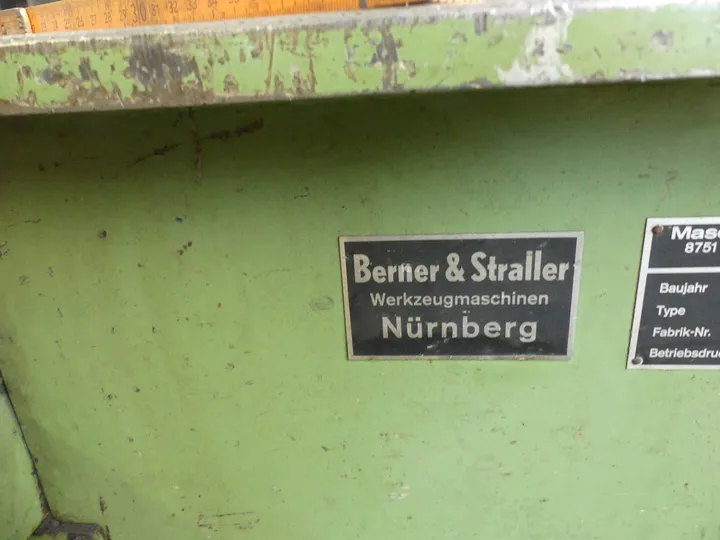 Berner & Straller
Werkzeugmaschinen
Nürnberg
8751
Baujahr
Type
Fabrik-Nr.